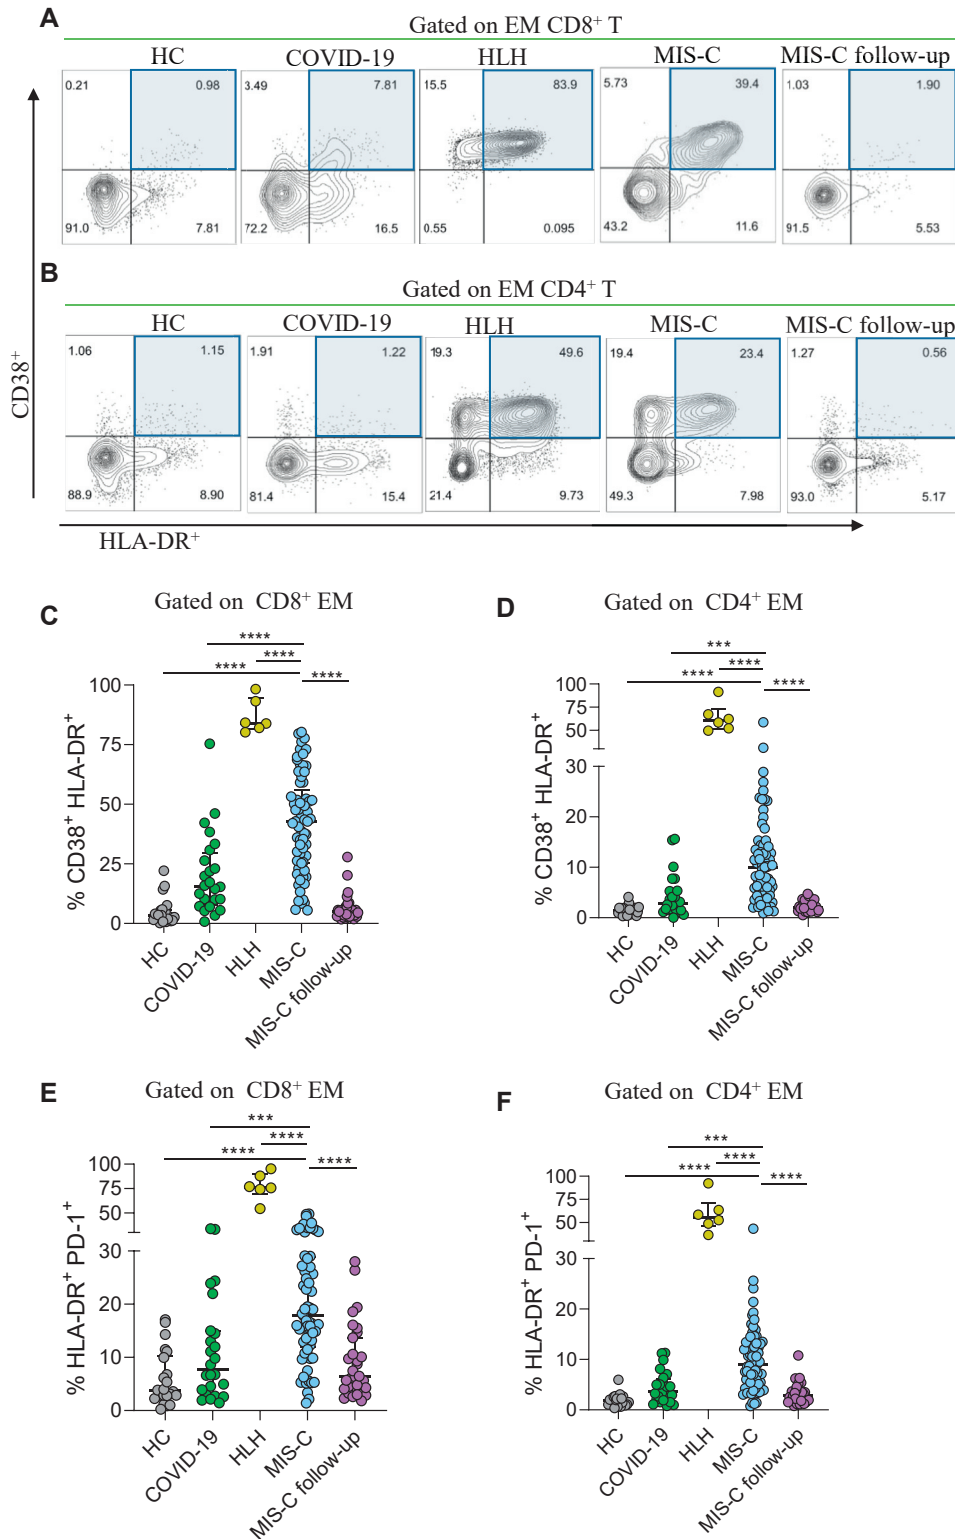 A
Gated on EM CD8+ T
HC COVID-19 HLH MIS-C MIS-C follow-up
0.21 0.98 3.49 7.81 15.5 83.9 5.73 39.4 1.03 1.90
91.0 7.81 72.2 16.5 0.55 0.095 43.2 11.6 91.5 5.53
B
Gated on EM CD4+ T
HC COVID-19 HLH MIS-C MIS-C follow-up
1.06 1.15 1.91 1.22 19.3 49.6 19.4 23.4 1.27 0.56
88.9 8.90 81.4 15.4 21.4 9.73 49.3 7.98 93.0 5.17
CD38+
HLA-DR+
C
Gated on CD8+ EM
****
****
**** ****
100
75
50
25
0
% CD38+ HLA-DR+
HC COVID-19 HLH MIS-C MIS-C follow-up
D
Gated on CD4+ EM
***
****
**** ****
100
75
50
30
20
10
0
% CD38+ HLA-DR+
HC COVID-19 HLH MIS-C MIS-C follow-up
E
Gated on CD8+ EM
***
****
**** ****
100
75
50
30
20
10
0
% HLA-DR+ PD-1+
HC COVID-19 HLH MIS-C MIS-C follow-up
F
Gated on CD4+ EM
***
****
**** ****
100
75
50
30
20
10
0
% HLA-DR+ PD-1+
HC COVID-19 HLH MIS-C MIS-C follow-up